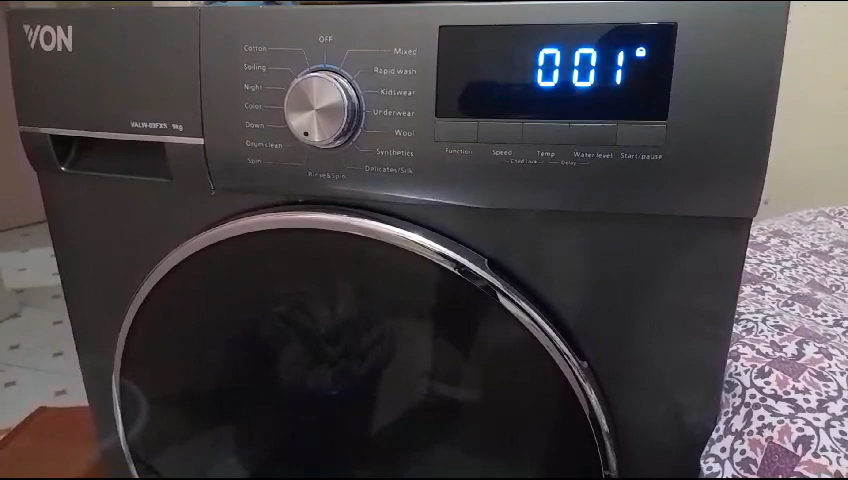 VON
OFF
Cotton
Mixed
Soiling
Rapid wash
Night
Kidswear
Color
Underwear
Down
Wool
Drum clean
Synthetics
Spin
Delicates/Silk
Rinse&Spin
VALW-09FXS 9kg
001
Function
Speed
Temp.
Water level
Start/pause
Child Lock
Delay